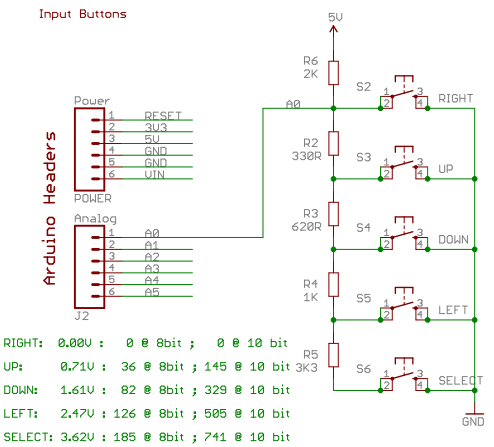 Input Buttons
5V
R6
2K
S2
1 3
2 4
RIGHT
A0
Power
1 RESET
2 3V3
3 5V
4 GND
5 GND
6 VIN
POWER
Arduino Headers
R2
330R
S3
1 3
2 4
UP
R3
620R
S4
1 3
2 4
DOWN
Analog
1 A0
2 A1
3 A2
4 A3
5 A4
6 A5
J2
R4
1K
S5
1 3
2 4
LEFT
R5
3K3
S6
1 3
2 4
SELECT
GND
RIGHT: 0.00V : 0 @ 8bit ; 0 @ 10 bit
UP: 0.71V : 36 @ 8bit ; 145 @ 10 bit
DOWN: 1.61V : 82 @ 8bit ; 329 @ 10 bit
LEFT: 2.47V : 126 @ 8bit ; 505 @ 10 bit
SELECT: 3.62V : 185 @ 8bit ; 741 @ 10 bit